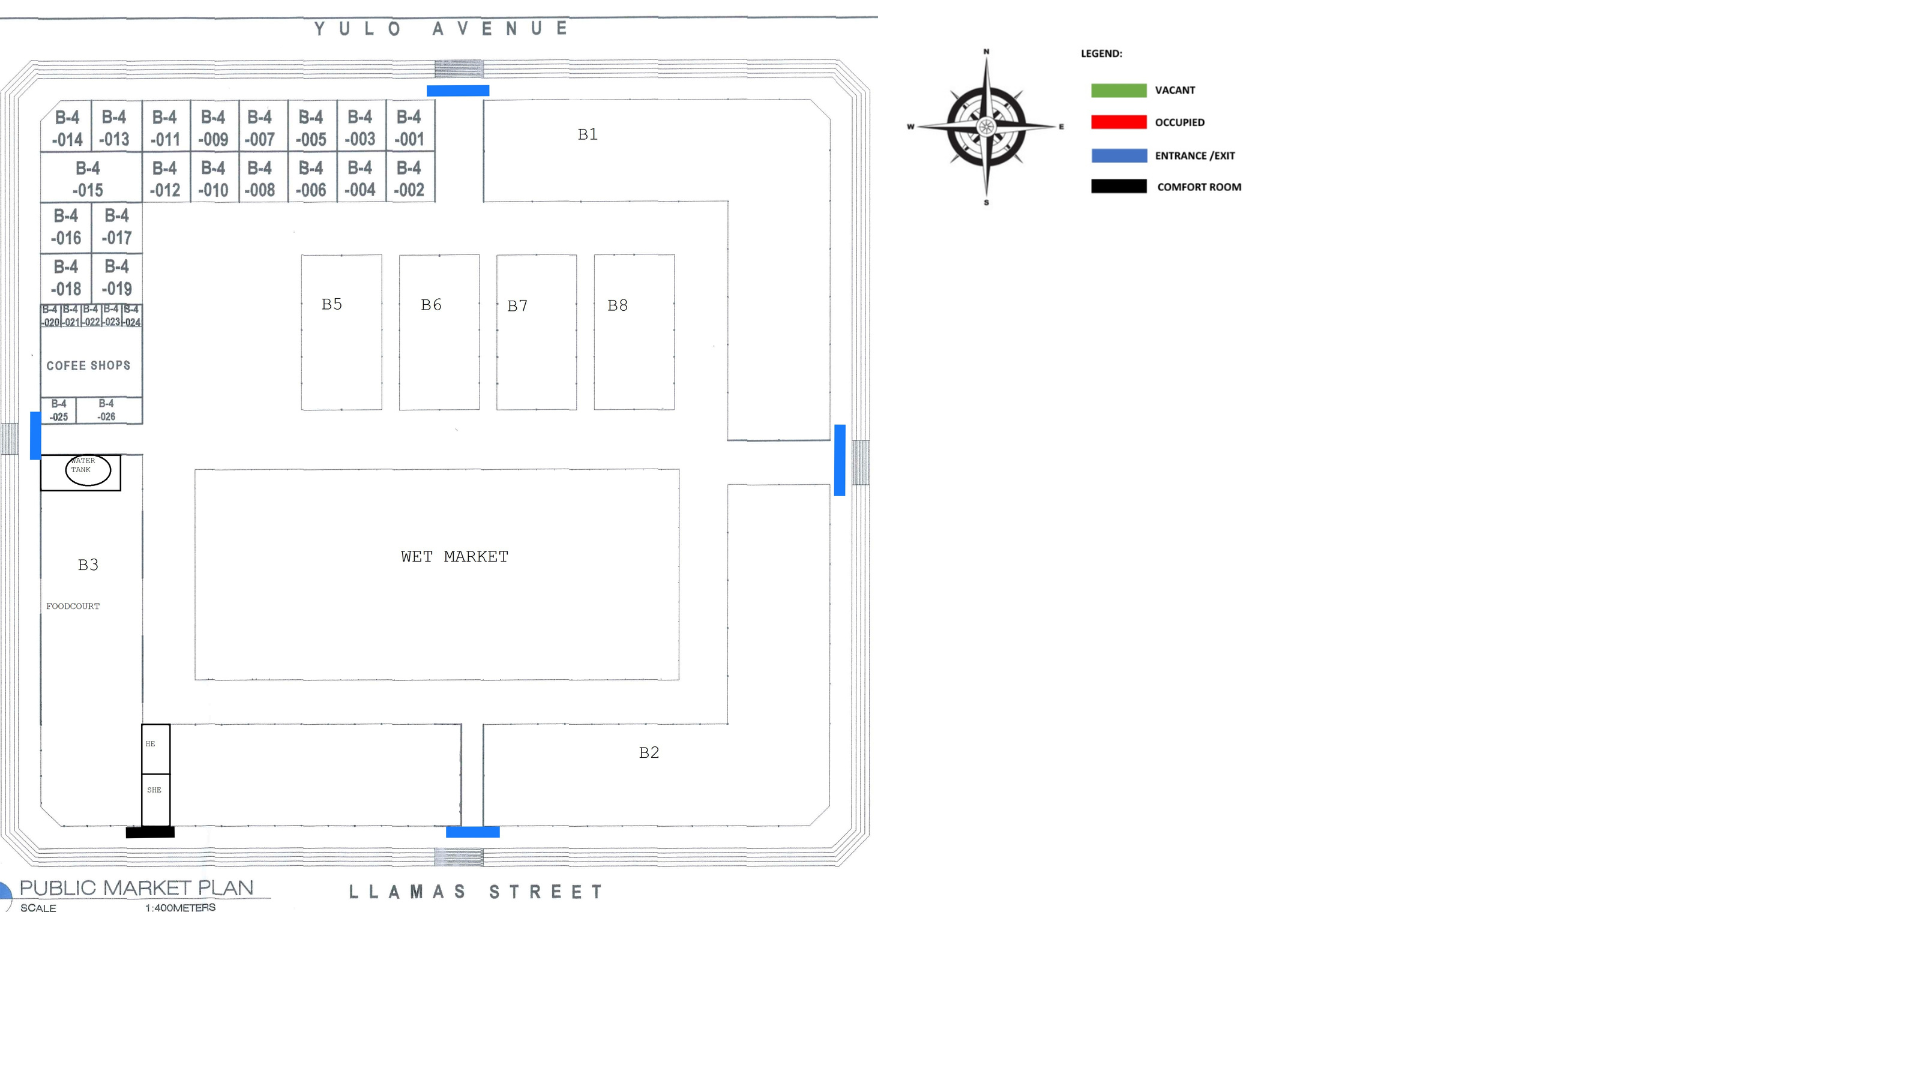 YULO AVENUE
N
W
E
S
LEGEND:
VACANT
OCCUPIED
ENTRANCE /EXIT
COMFORT ROOM
B-4
-014
B-4
-013
B-4
-011
B-4
-009
B-4
-007
B-4
-005
B-4
-003
B-4
-001
B1
B-4
-015
B-4
-012
B-4
-010
B-4
-008
B-4
-006
B-4
-004
B-4
-002
B-4
-016
B-4
-017
B-4
-018
B-4
-019
B-4
-020
B-4
-021
B-4
-022
B-4
-023
B-4
-024
B5
B6
B7
B8
COFEE SHOPS
B-4
-025
B-4
-026
WATER
TANK
B3
FOODCOURT
WET MARKET
HE
SHE
B2
PUBLIC MARKET PLAN
SCALE 1:400METERS
LLAMAS STREET